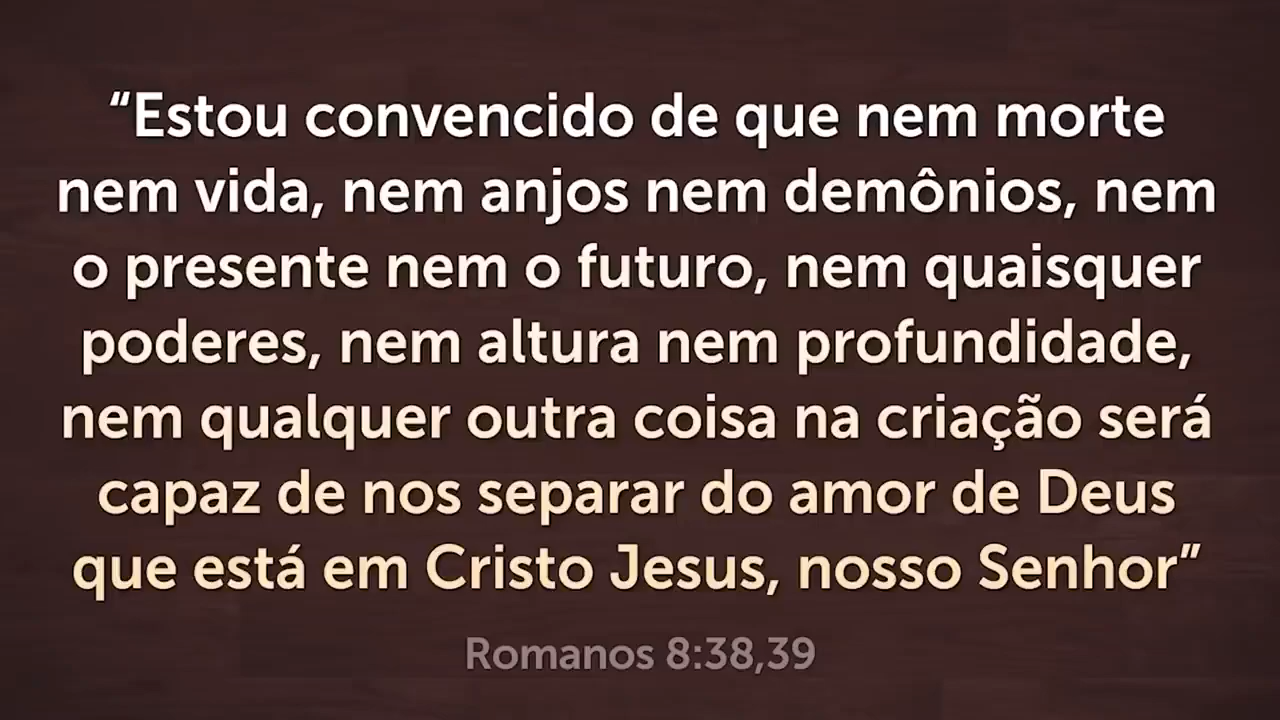 “Estou convencido de que nem morte
nem vida, nem anjos nem demônios, nem
o presente nem o futuro, nem quaisquer
poderes, nem altura nem profundidade,
nem qualquer outra coisa na criação será
capaz de nos separar do amor de Deus
que está em Cristo Jesus, nosso Senhor”
Romanos 8:38,39